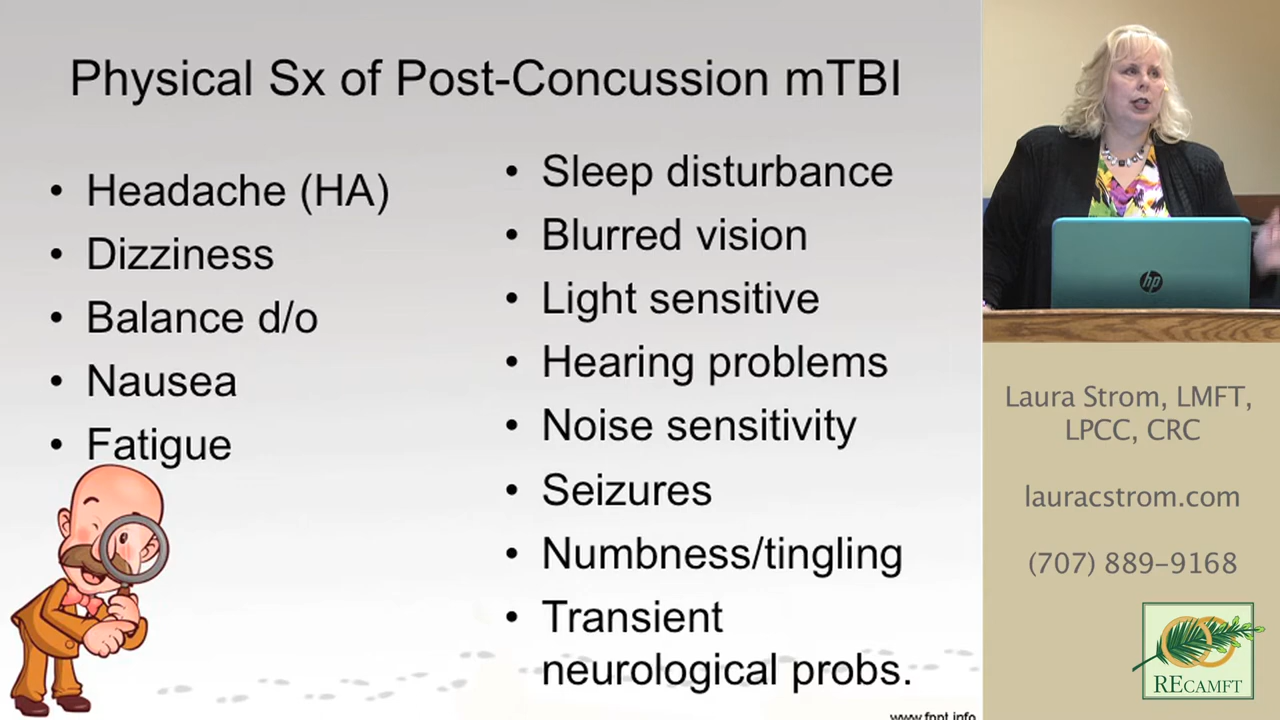 Physical Sx of Post-Concussion mTBI
• Headache (HA)
• Dizziness
• Balance d/o
• Nausea
• Fatigue
• Sleep disturbance
• Blurred vision
• Light sensitive
• Hearing problems
• Noise sensitivity
• Seizures
• Numbness/tingling
• Transient
neurological probs.
www.fppt.info
hp
Laura Strom, LMFT,
LPCC, CRC
lauracstrom.com
(707) 889-9168
RECAMFT